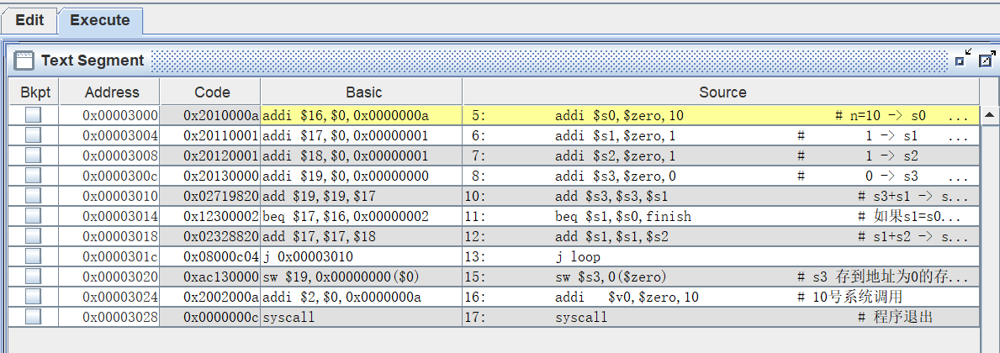 Edit Execute
Text Segment
Bkpt Address Code Basic Source
0x00003000 0x2010000a addi $16,$0,0x0000000a 5: addi $s0,$zero,10 # n=10 -> s0 ...
0x00003004 0x20110001 addi $17,$0,0x00000001 6: addi $s1,$zero,1 # 1 -> s1 ...
0x00003008 0x20120001 addi $18,$0,0x00000001 7: addi $s2,$zero,1 # 1 -> s2
0x0000300c 0x20130000 addi $19,$0,0x00000000 8: addi $s3,$zero,0 # 0 -> s3 ...
0x00003010 0x02719820 add $19,$19,$17 10: add $s3,$s3,$s1 # s3+s1 -> s...
0x00003014 0x12300002 beq $17,$16,0x00000002 11: beq $s1,$s0,finish # 如果s1=s0...
0x00003018 0x02328820 add $17,$17,$18 12: add $s1,$s1,$s2 # s1+s2 -> s...
0x0000301c 0x08000c04 j 0x00003010 13: j loop
0x00003020 0xac130000 sw $19,0x00000000($0) 15: sw $s3,0($zero) # s3 存到地址为0的存...
0x00003024 0x2002000a addi $2,$0,0x0000000a 16: addi $v0,$zero,10 # 10号系统调用
0x00003028 0x0000000c syscall 17: syscall # 程序退出